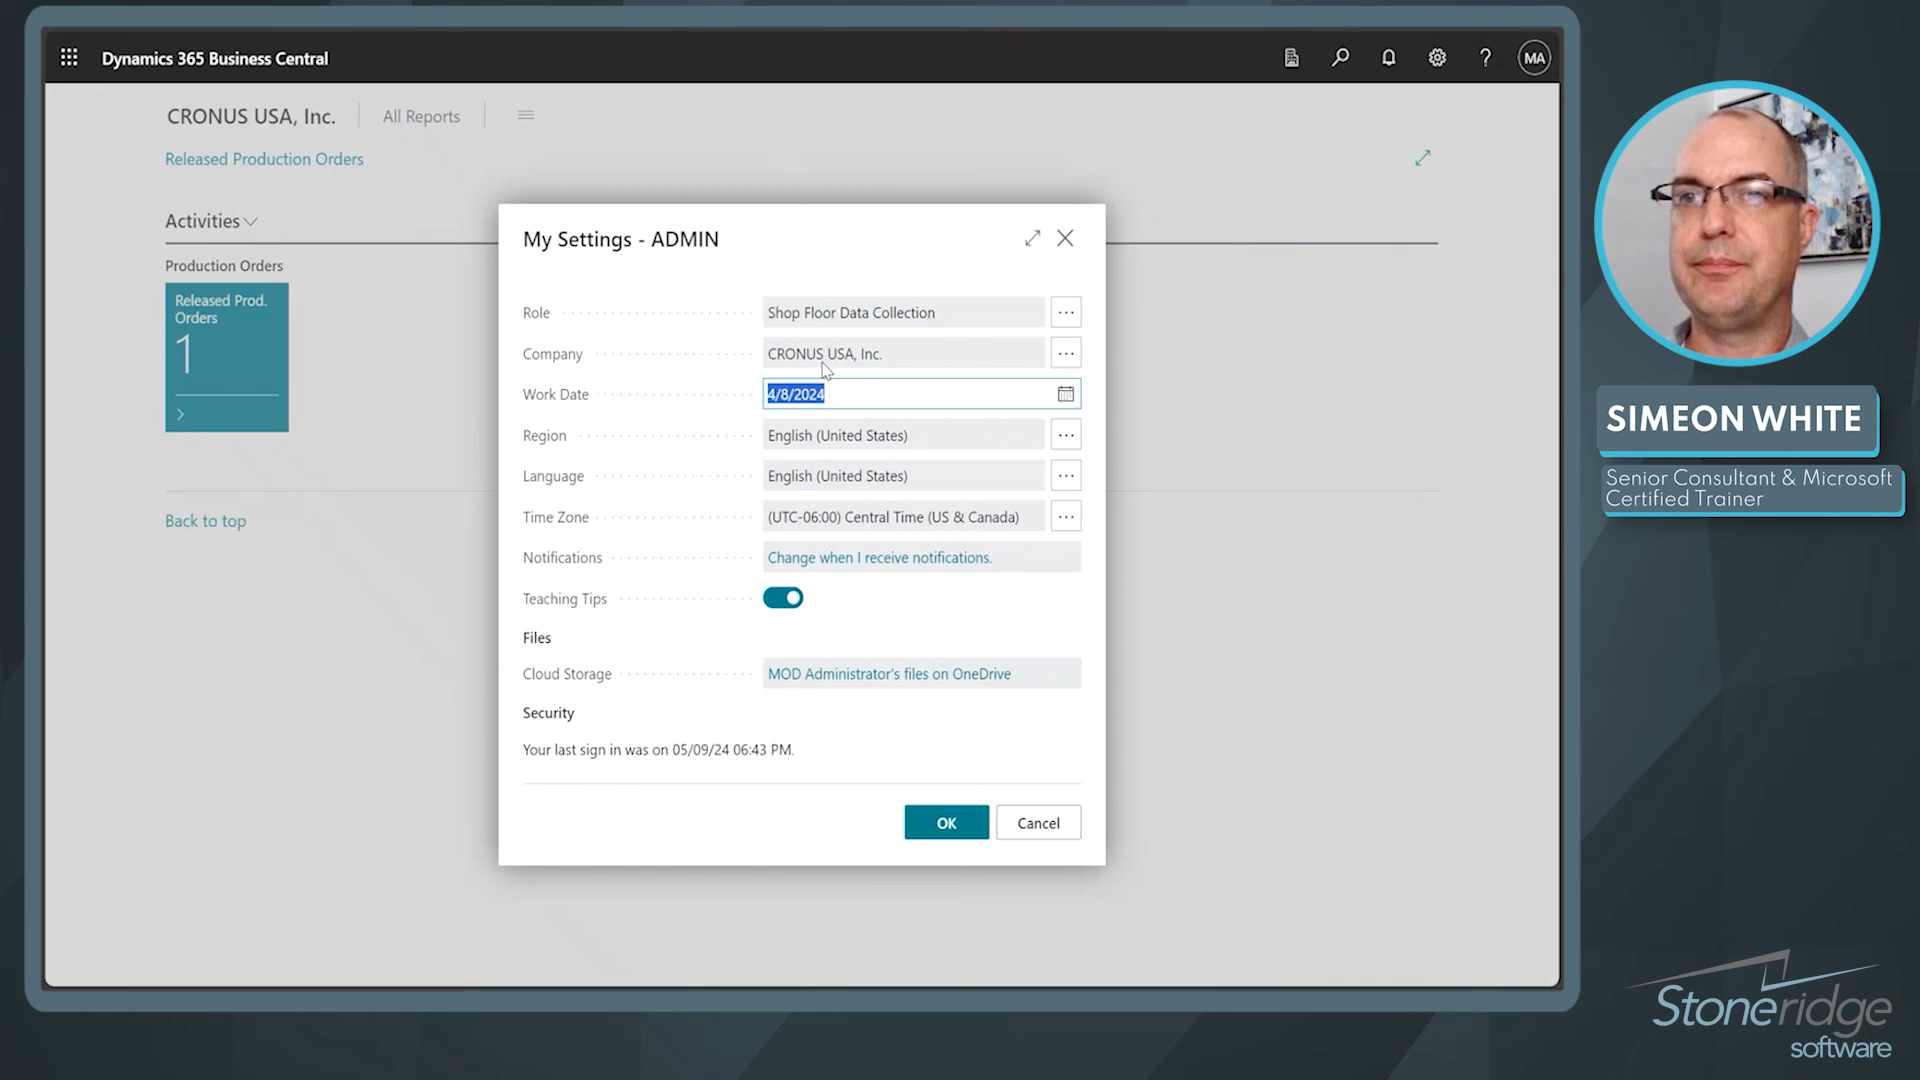 Dynamics 365 Business Central
MA
CRONUS USA, Inc.
All Reports
Released Production Orders
Activities
Production Orders
Released Prod.
Orders
1
Back to top
My Settings - ADMIN
Role
Shop Floor Data Collection
Company
CRONUS USA, Inc.
Work Date
4/8/2024
Region
English (United States)
Language
English (United States)
Time Zone
(UTC-06:00) Central Time (US & Canada)
Notifications
Change when I receive notifications.
Teaching Tips
Files
Cloud Storage
MOD Administrator's files on OneDrive
Security
Your last sign in was on 05/09/24 06:43 PM.
OK
Cancel
SIMEON WHITE
Senior Consultant & Microsoft
Certified Trainer
Stoneridge
software